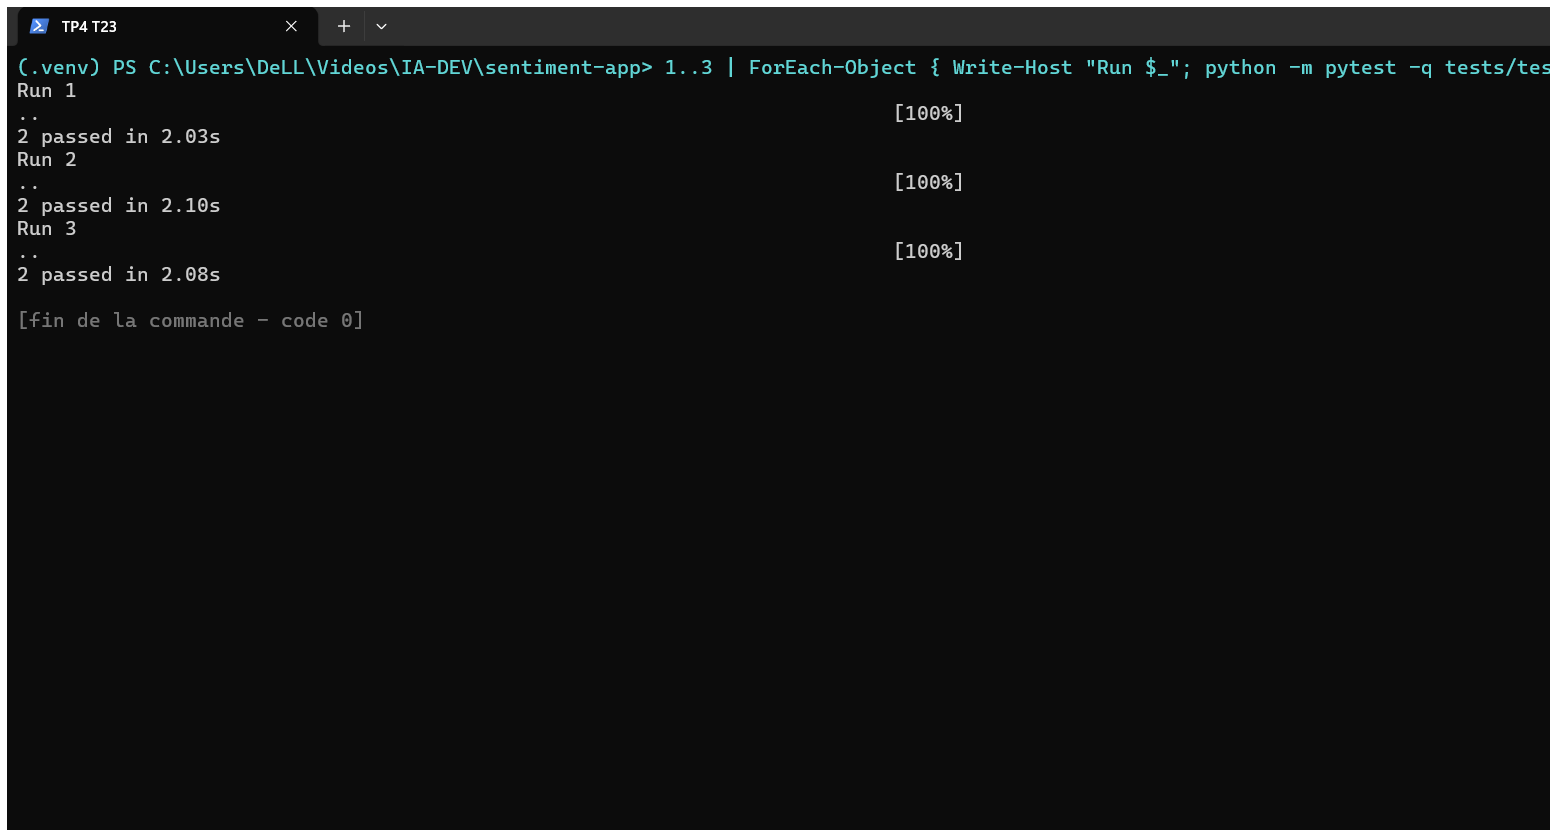 TP4 T23
(.venv) PS C:\Users\DeLL\Videos\IA-DEV\sentiment-app> 1..3 | ForEach-Object { Write-Host "Run $_"; python -m pytest -q tests/tes
Run 1
.. [100%]
2 passed in 2.03s
Run 2
.. [100%]
2 passed in 2.10s
Run 3
.. [100%]
2 passed in 2.08s
[fin de la commande - code 0]